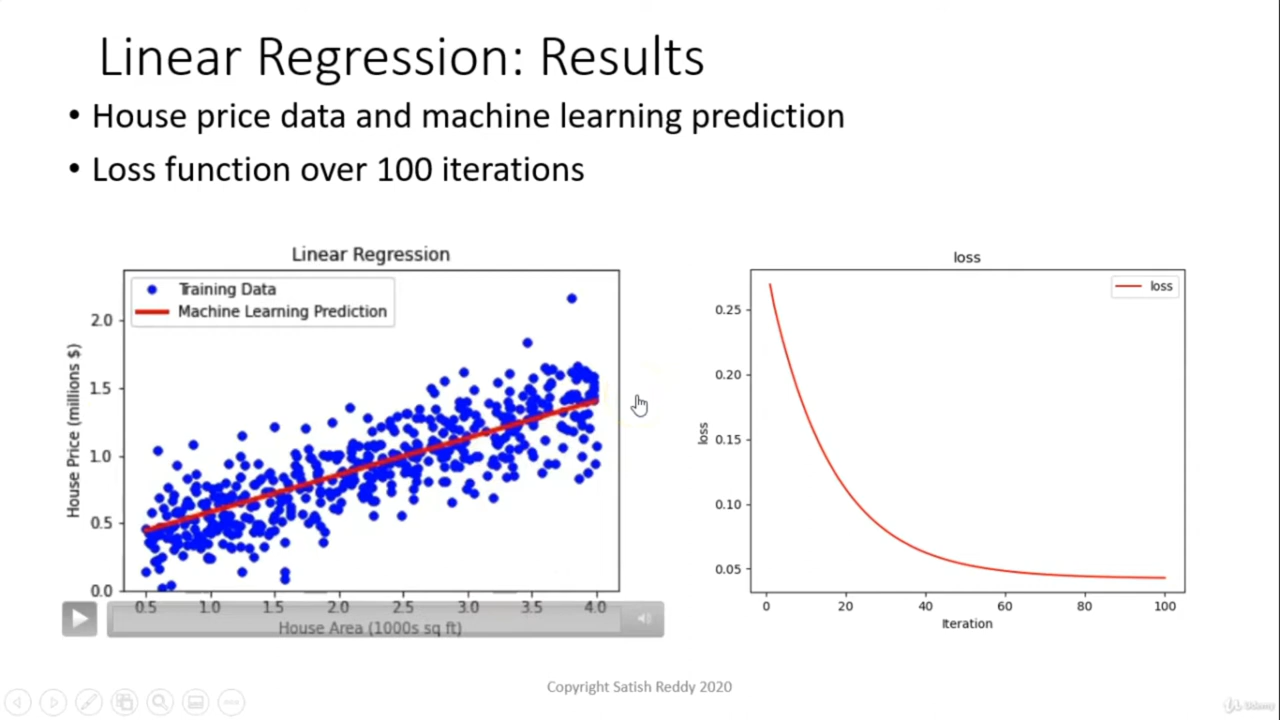 Linear Regression: Results
• House price data and machine learning prediction
• Loss function over 100 iterations
Linear Regression
Training Data
Machine Learning Prediction
House Price (millions $)
2.0
1.5
1.0
0.5
0.0
0.5 1.0 1.5 2.0 2.5 3.0 3.5 4.0
House Area (1000s sq ft)
loss
loss
loss
0.25
0.20
0.15
0.10
0.05
0 20 40 60 80 100
Iteration
Copyright Satish Reddy 2020
Udemy